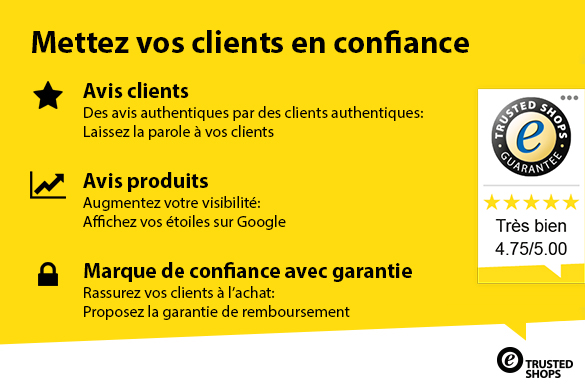 Mettez vos clients en confiance
Avis clients
Des avis authentiques par des clients authentiques:
Laissez la parole à vos clients
Avis produits
Augmentez votre visibilité:
Affichez vos étoiles sur Google
Marque de confiance avec garantie
Rassurez vos clients à l'achat:
Proposez la garantie de remboursement
TRUSTED SHOPS
e
GUARANTEE
Très bien
4.75/5.00
e
TRUSTED
SHOPS